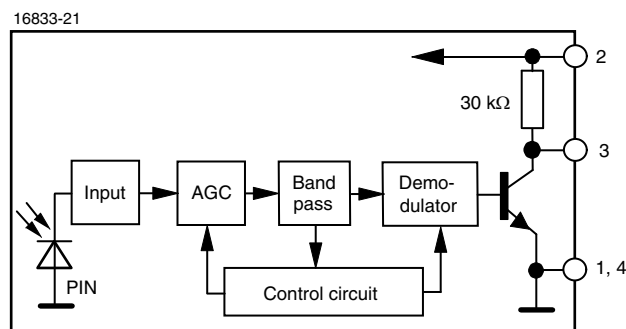 16833-21
2
30 kΩ
3
Input
AGC
Band
pass
Demo-
dulator
1, 4
PIN
Control circuit